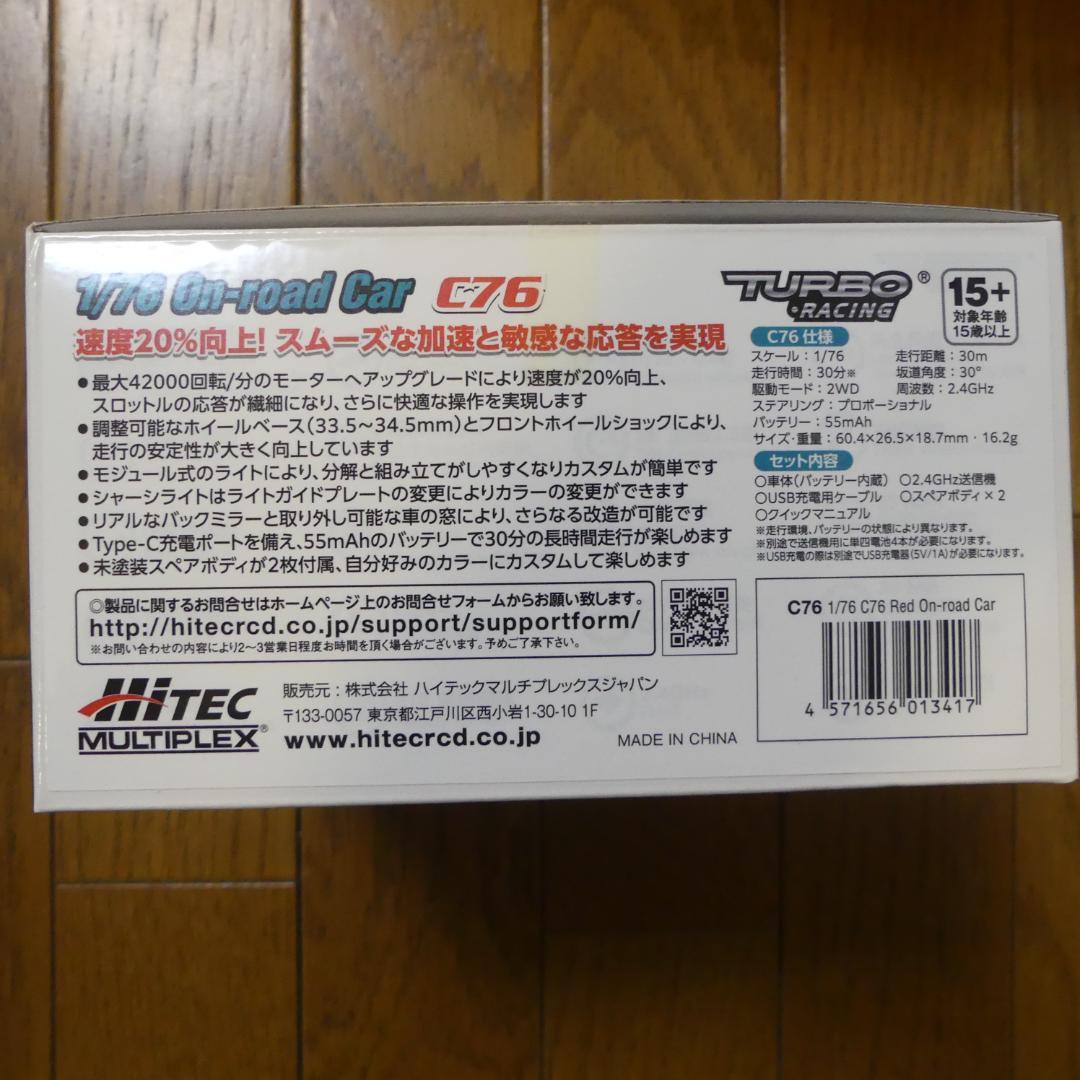 1/76 On-road Car C-76
速度20%向上! スムーズな加速と敏感な応答を実現
●最大42000回転/分のモーターへアップグレードにより速度が20%向上、
スロットルの応答が繊細になり、さらに快適な操作を実現します
●調整可能なホイールベース（33.5～34.5mm）とフロントホイールショックにより、
走行の安定性が大きく向上しています
●モジュール式のライトにより、分解と組み立てがしやすくなりカスタムが簡単です
●シャーシライトはライトガイドプレートの変更によりカラーの変更ができます
●リアルなバックミラーと取り外し可能な車の窓により、さらなる改造が可能です
●Type-C充電ポートを備え、55mAhのバッテリーで30分の長時間走行が楽しめます
●未塗装スペアボディが2枚付属、自分好みのカラーにカスタムして楽しめます
◎製品に関するお問合せはホームページ上のお問合せフォームからお願い致します。
http://hitecrcd.co.jp/support/supportform/
※お問い合わせの内容により2～3営業日程度お時間を頂く場合がございます。予めご了承下さい。
HiTEC
MULTIPLEX®
販売元：株式会社 ハイテックマルチプレックスジャパン
〒133-0057 東京都江戸川区西小岩1-30-10 1F
www.hitecrcd.co.jp
MADE IN CHINA
TURBO®
RACING
15+
対象年齢
15歳以上
C76 仕様
スケール：1/76 走行距離：30m
走行時間：30分※ 坂道角度：30°
駆動モード：2WD 周波数：2.4GHz
ステアリング：プロポーショナル
バッテリー：55mAh
サイズ・重量：60.4×26.5×18.7mm・16.2g
セット内容
○車体（バッテリー内蔵） ○2.4GHz送信機
○USB充電用ケーブル ○スペアボディ×2
○クイックマニュアル
※走行環境、バッテリーの状態により異なります。
※別途で送信機用に単四電池4本が必要になります。
※USB充電の際は別途でUSB充電器（5V/1A）が必要になります。
C76 1/76 C76 Red On-road Car
4 571656 013417